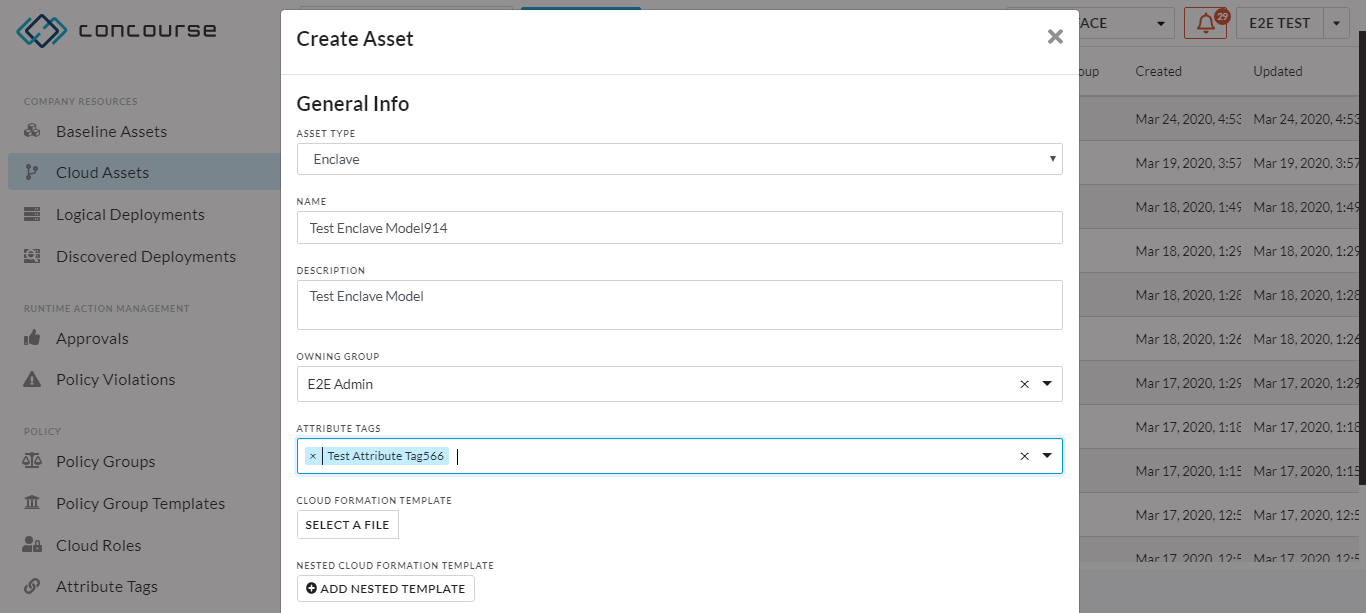 concourse
COMPANY RESOURCES
Baseline Assets
Cloud Assets
Logical Deployments
Discovered Deployments
RUNTIME ACTION MANAGEMENT
Approvals
Policy Violations
POLICY
Policy Groups
Policy Group Templates
Cloud Roles
Attribute Tags
Create Asset
General Info
ASSET TYPE
Enclave
NAME
Test Enclave Model914
DESCRIPTION
Test Enclave Model
OWNING GROUP
E2E Admin
ATTRIBUTE TAGS
× Test Attribute Tag566
CLOUD FORMATION TEMPLATE
SELECT A FILE
NESTED CLOUD FORMATION TEMPLATE
ADD NESTED TEMPLATE
29
E2E TEST
Created Updated
Mar 24, 2020, 4:53 Mar 24, 2020, 4:53
Mar 19, 2020, 3:57 Mar 19, 2020, 3:57
Mar 18, 2020, 1:49 Mar 18, 2020, 1:49
Mar 18, 2020, 1:29 Mar 18, 2020, 1:29
Mar 18, 2020, 1:28 Mar 18, 2020, 1:28
Mar 18, 2020, 1:26 Mar 18, 2020, 1:26
Mar 17, 2020, 1:29 Mar 17, 2020, 1:29
Mar 17, 2020, 1:18 Mar 17, 2020, 1:18
Mar 17, 2020, 1:15 Mar 17, 2020, 1:15
Mar 17, 2020, 12:5 Mar 17, 2020, 12:5
Mar 17, 2020, 12:5 Mar 17, 2020, 12:5